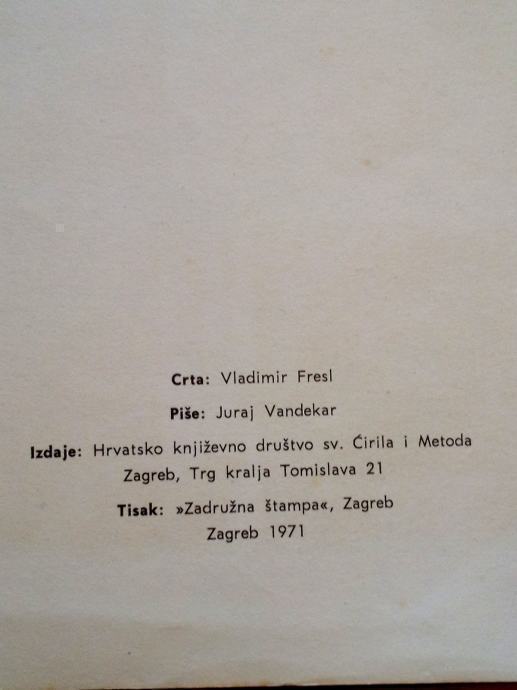 Crta: Vladimir Fresl
Piše: Juraj Vandekar
Izdaje: Hrvatsko književno društvo sv. Ćirila i Metoda
Zagreb, Trg kralja Tomislava 21
Tisak: »Zadružna štampa«, Zagreb
Zagreb 1971